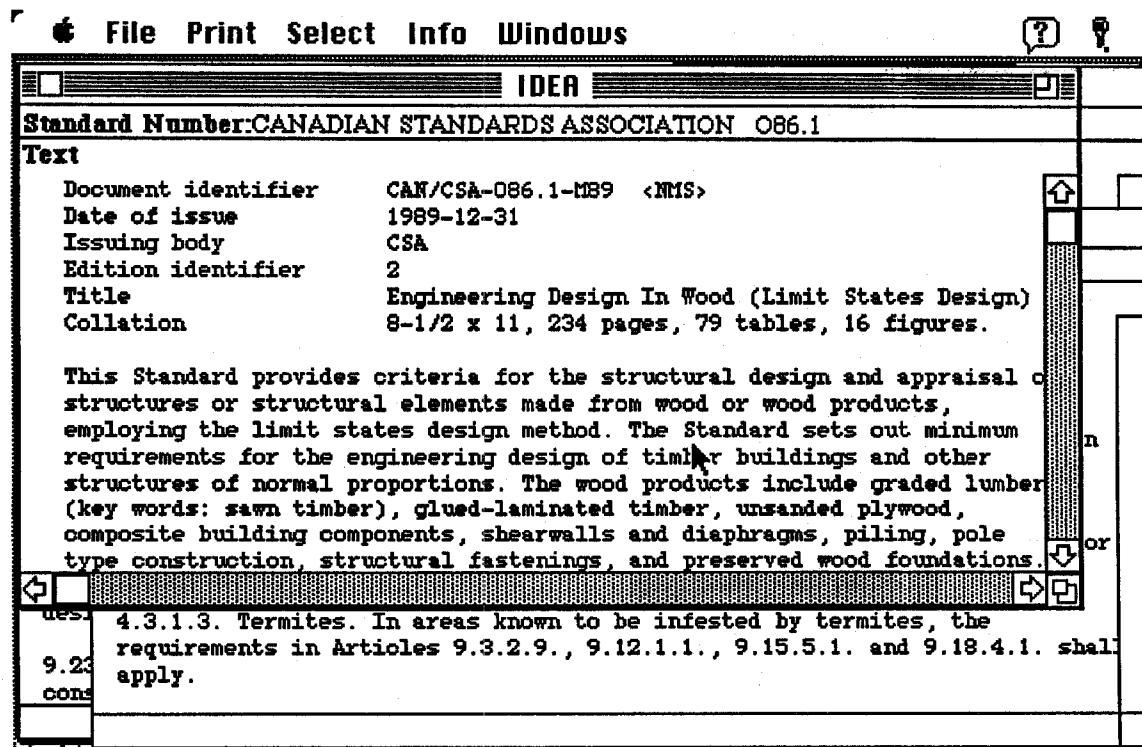 File Print Select Info Windows
IDEA
Standard Number:CANADIAN STANDARDS ASSOCIATION O86.1
Text
Document identifier CAN/CSA-O86.1-M89 <NMS>
Date of issue 1989-12-31
Issuing body CSA
Edition identifier 2
Title Engineering Design In Wood (Limit States Design)
Collation 8-1/2 x 11, 234 pages, 79 tables, 16 figures.
This Standard provides criteria for the structural design and appraisal o
structures or structural elements made from wood or wood products,
employing the limit states design method. The Standard sets out minimum
requirements for the engineering design of timber buildings and other
structures of normal proportions. The wood products include graded lumber
(key words: sawn timber), glued-laminated timber, unsanded plywood,
composite building components, shearwalls and diaphragms, piling, pole
type construction, structural fastenings, and preserved wood foundations.
n
or
desi
4.3.1.3. Termites. In areas known to be infested by termites, the
requirements in Articles 9.3.2.9., 9.12.1.1., 9.15.5.1. and 9.18.4.1. shall
9.23
apply.
cons